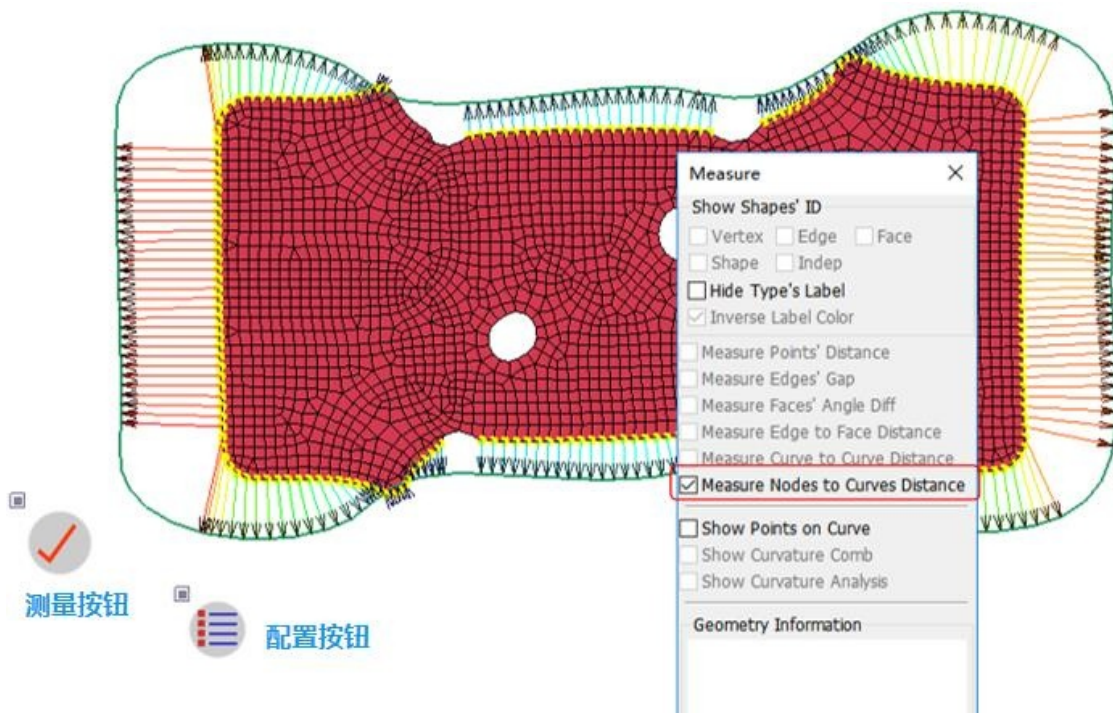 Measure
Show Shapes' ID
Vertex Edge Face
Shape Indep
Hide Type's Label
Inverse Label Color
Measure Points' Distance
Measure Edges' Gap
Measure Faces' Angle Diff
Measure Edge to Face Distance
Measure Curve to Curve Distance
Measure Nodes to Curves Distance
Show Points on Curve
Show Curvature Comb
Show Curvature Analysis
Geometry Information
测量按钮
配置按钮